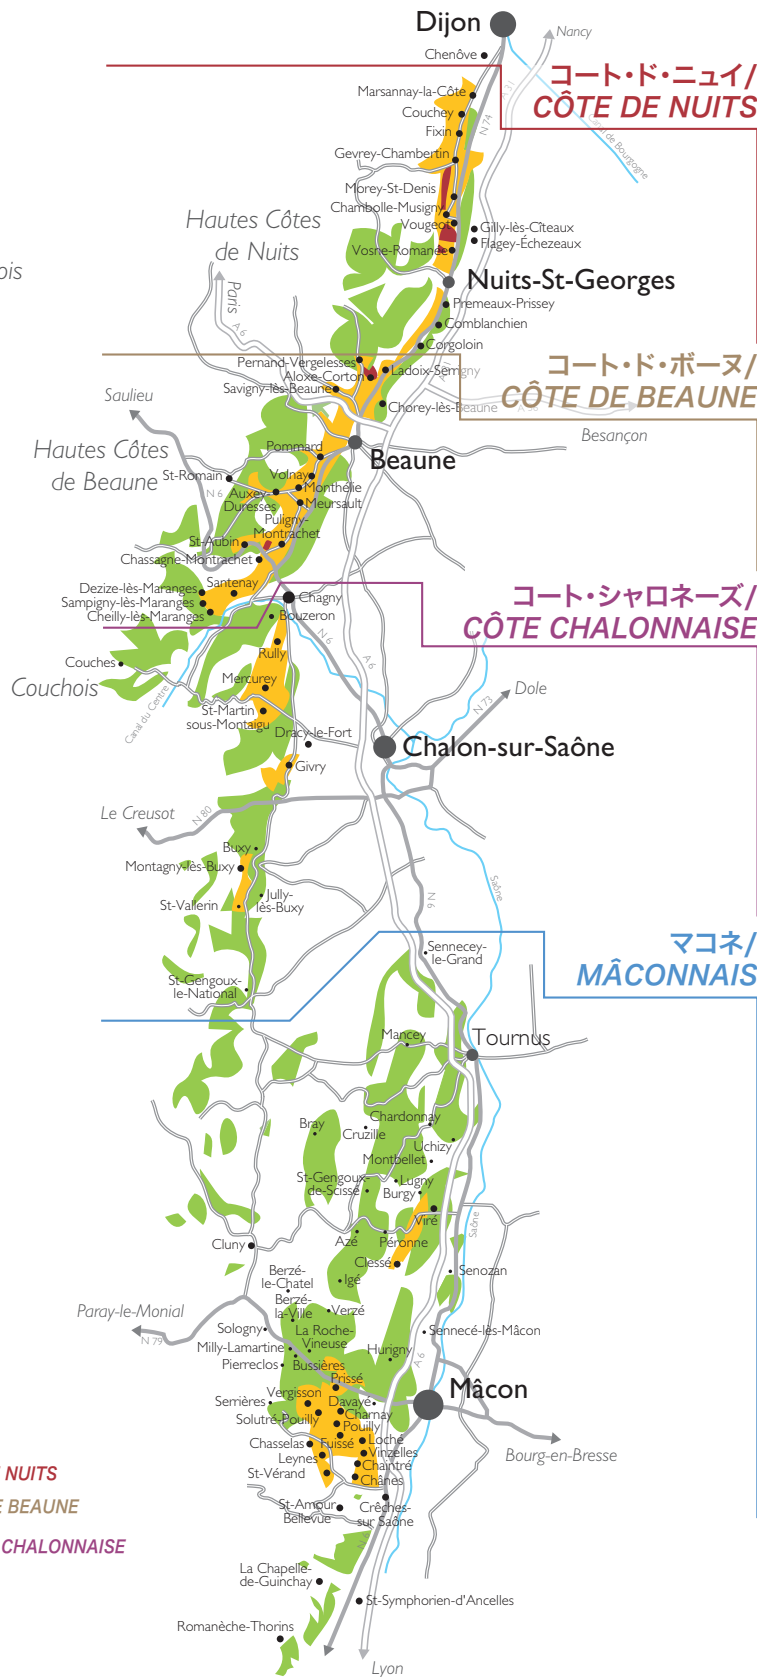 Dijon
Nancy
Chenôve
コート・ド・ニュイ/
CÔTE DE NUITS
A 31
Marsannay-la-Côte
Couchey
N 74
Canal de Bourgogne
Fixin
Gevrey-Chambertin
Morey-St-Denis
Chambolle-Musigny
Hautes Côtes
de Nuits
Vougeot
Gilly-lès-Cîteaux
Flagey-Échezeaux
Vosne-Romanée
ois
Nuits-St-Georges
Paris
A 6
Premeaux-Prissey
Comblanchien
Corgoloin
Pernand-Vergelesses
コート・ド・ボーヌ/
CÔTE DE BEAUNE
Ladoix-Serrigny
Aloxe-Corton
Savigny-lès-Beaune
Chorey-lès-Beaune
Saulieu
Besançon
Pommard
Beaune
Hautes Côtes
de Beaune
St-Romain
Volnay
N 6
Auxey-
Duresses
Monthélie
Meursault
Puligny-
Montrachet
St-Aubin
Chassagne-Montrachet
Dezize-lès-Maranges
Santenay
Sampigny-lès-Maranges
Cheilly-lès-Maranges
Chagny
コート・シャロネーズ/
CÔTE CHALONNAISE
Bouzeron
N 6
Rully
A 6
Couches
Couchois
Mercurey
Canal du Centre
St-Martin
sous-Montaigu
Dole
N 73
Dracy-le-Fort
Chalon-sur-Saône
Givry
Le Creusot
N 80
Buxy
Montagny-lès-Buxy
Jully-
lès-Buxy
St-Vallerin
Saône
N 6
マコネ/
MÂCONNAIS
Sennecey-
le-Grand
St-Gengoux-
le-National
Mancey
Tournus
Bray
Chardonnay
Cruzille
Uchizy
Montbellet
St-Gengoux-
de-Scissé
Lugny
Burgy
Viré
Saône
Cluny
Azé
Péronne
Clessé
Berzé-
le-Chatel
Igé
Senozan
Berzé-
la-Ville
Verzé
Paray-le-Monial
N 79
Sologny
La Roche-
Vineuse
Sennecé-lès-Mâcon
Milly-Lamartine
Hurigny
Pierreclos
Bussières
A 6
Prissé
Mâcon
Serrières
Vergisson
Davayé
Solutré-Pouilly
Charnay
Pouilly
Chasselas
Fuissé
Loché
Vinzelles
Leynes
Chaintré
St-Vérand
Chânes
Bourg-en-Bresse
NUITS
E BEAUNE
CHALONNAISE
St-Amour
Bellevue
Crêches-
sur Saône
N 6
La Chapelle-
de-Guinchay
St-Symphorien-d'Ancelles
Romanèche-Thorins
Lyon